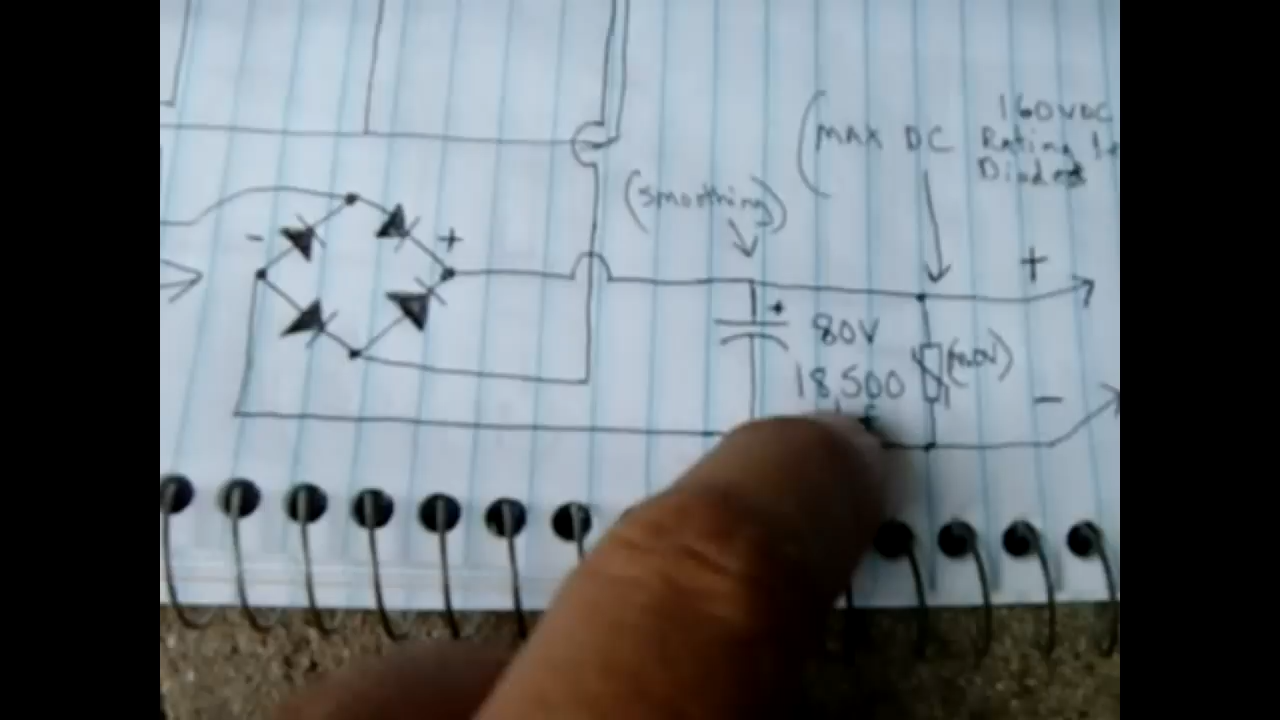 160VDC
(MAX DC Rating
Diodes
(smoothing)
-
+
+
+
80V
18,500
-